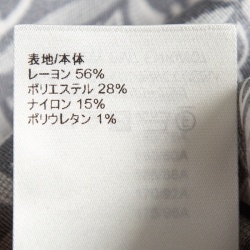 表地/本体
レーヨン 56%
ポリエステル 28%
ナイロン 15%
ポリウレタン 1%